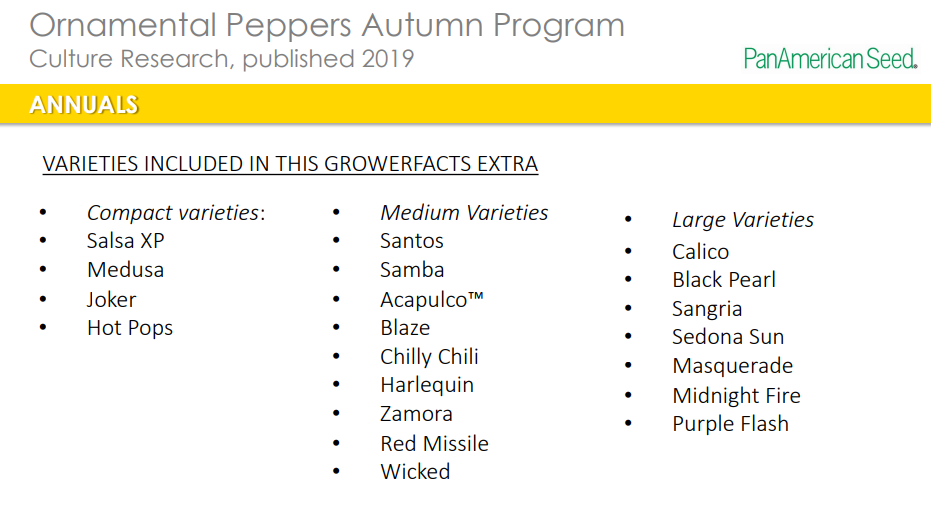 Ornamental Peppers Autumn Program
Culture Research, published 2019
PanAmerican Seed®
ANNUALS
VARIETIES INCLUDED IN THIS GROWERFACTS EXTRA
• Compact varieties:
• Salsa XP
• Medusa
• Joker
• Hot Pops
• Medium Varieties
• Santos
• Samba
• Acapulco™
• Blaze
• Chilly Chili
• Harlequin
• Zamora
• Red Missile
• Wicked
• Large Varieties
• Calico
• Black Pearl
• Sangria
• Sedona Sun
• Masquerade
• Midnight Fire
• Purple Flash